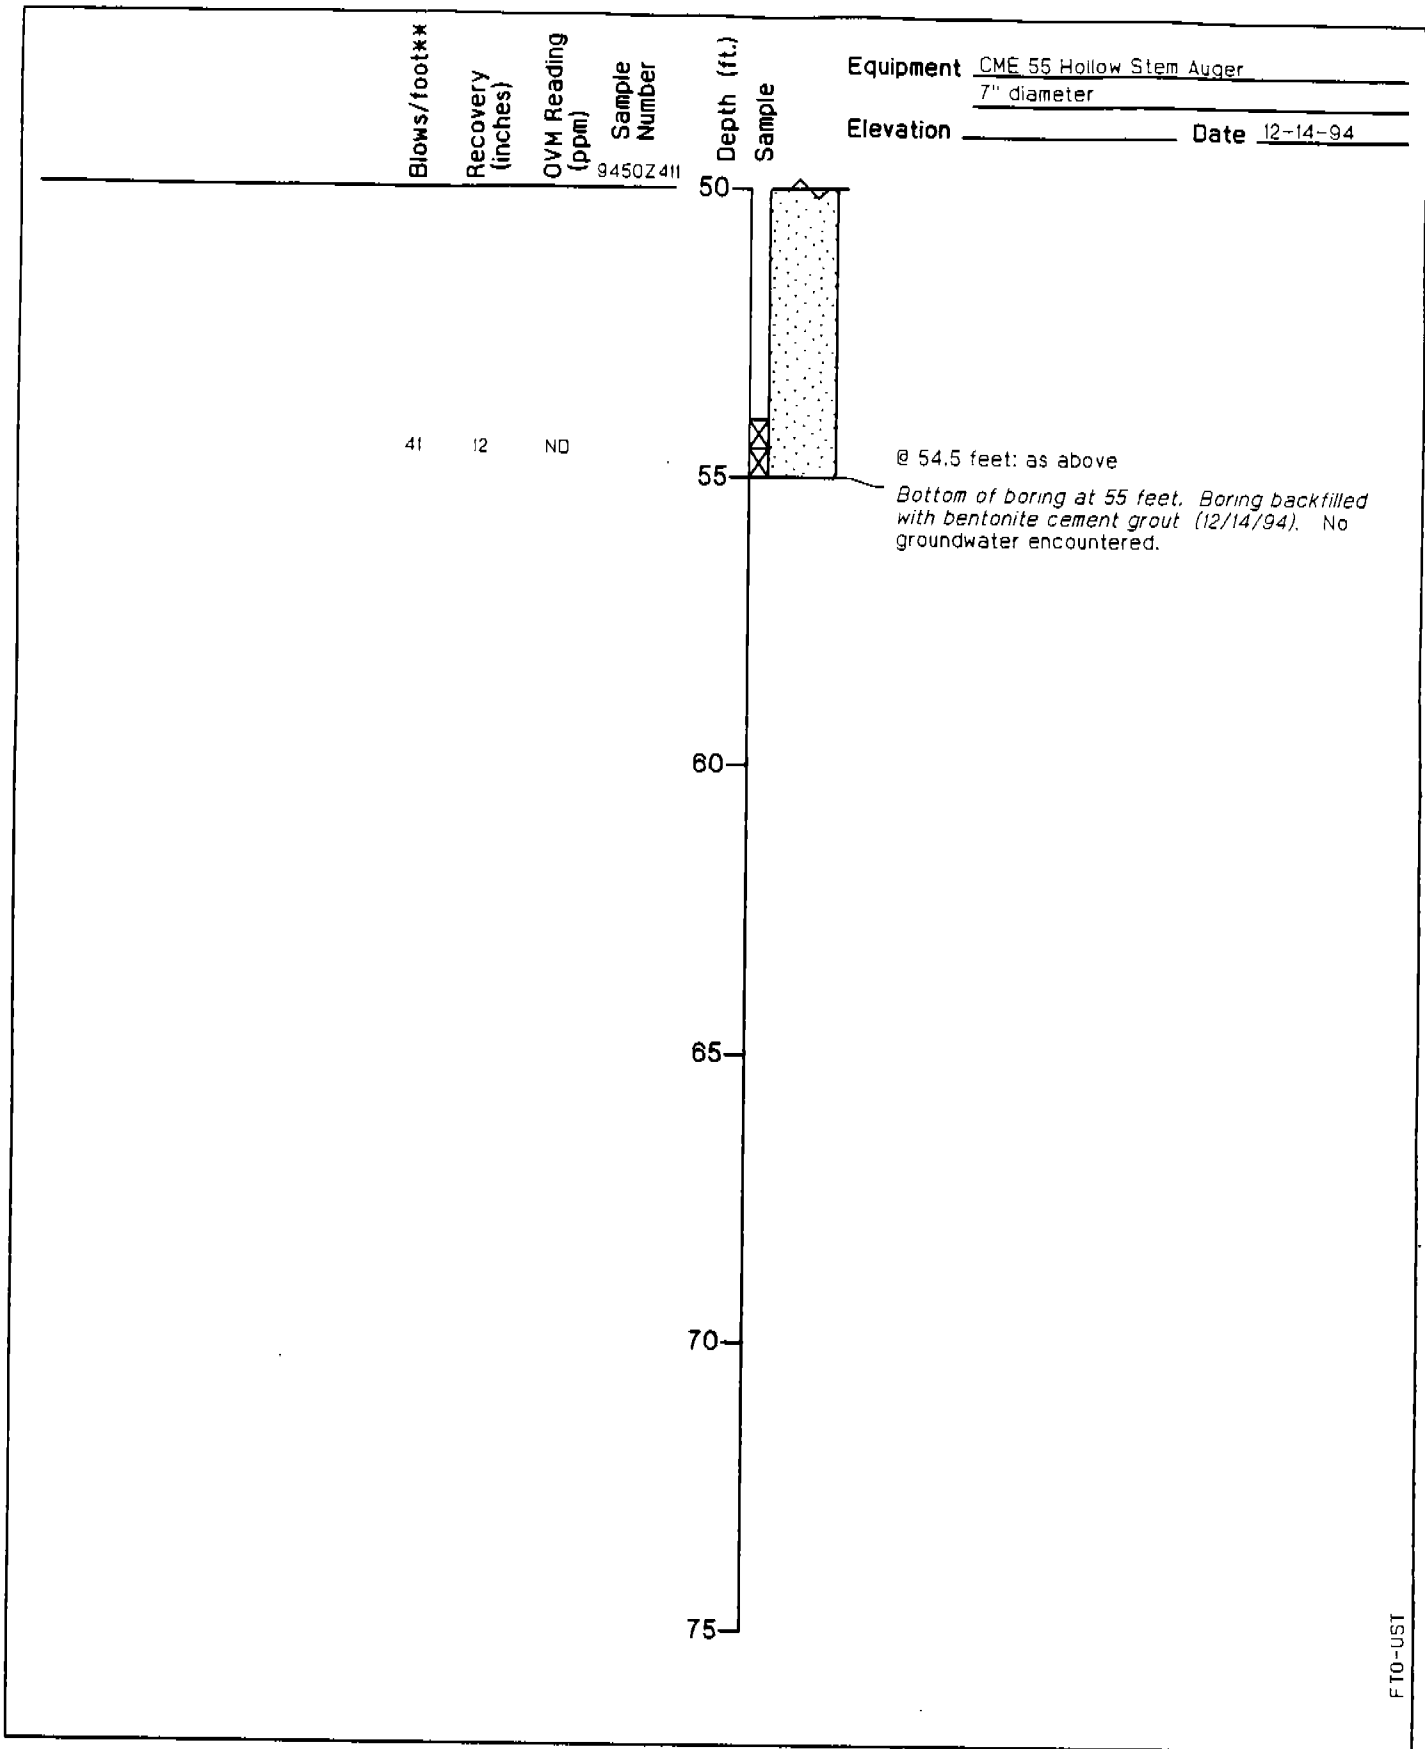 Blows/foot**
Recovery
(inches)
OVM Reading
(ppm)
Sample
Number
9450Z411
Depth (ft.)
Sample
Equipment CME 55 Hollow Stem Auger
7" diameter
Elevation Date 12-14-94
50
41 12 ND
@ 54.5 feet: as above
55
Bottom of boring at 55 feet. Boring backfilled
with bentonite cement grout (12/14/94). No
groundwater encountered.
60
65
70
75
FTO-UST